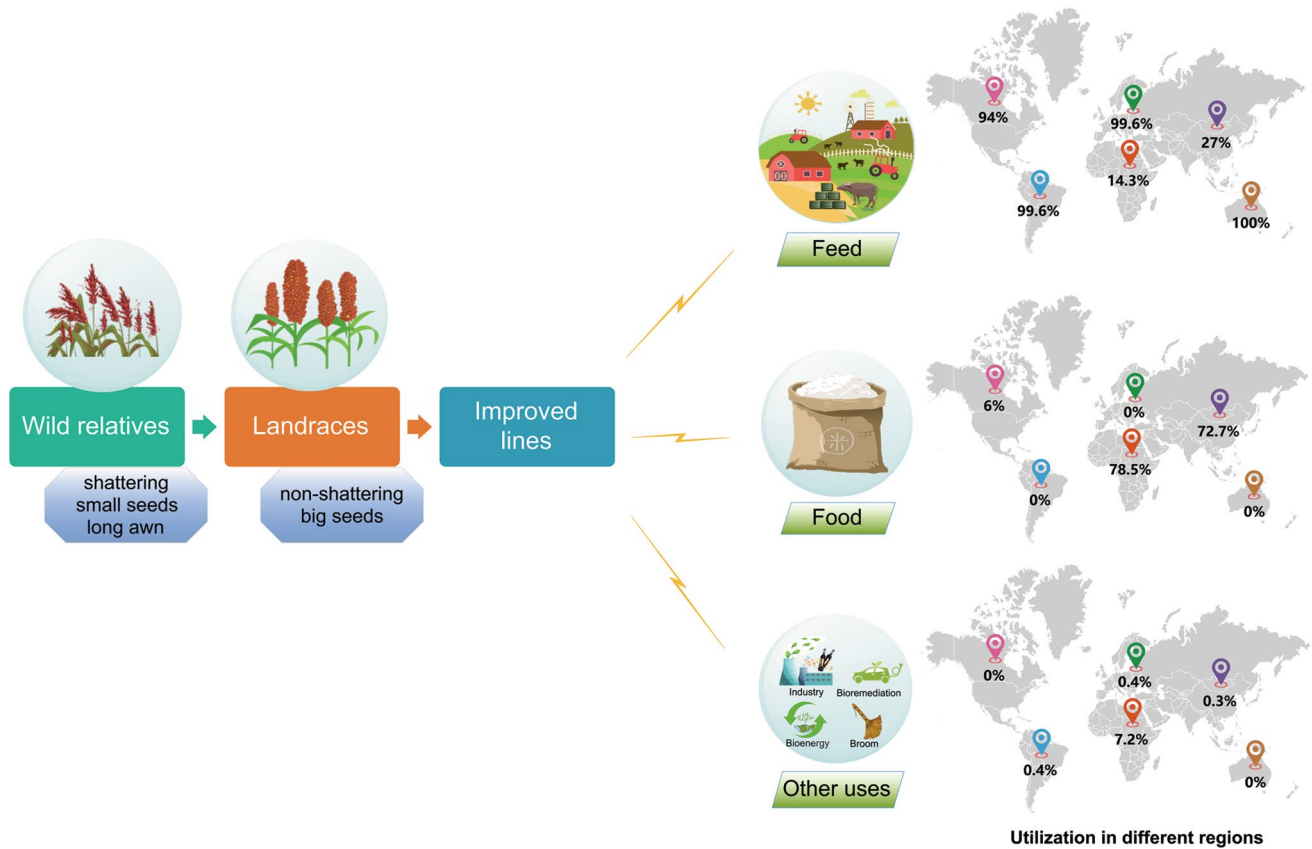 Wild relatives
shattering
small seeds
long awn
Landraces
non-shattering
big seeds
Improved
lines
Feed
94%
99.6%
27%
14.3%
99.6%
100%
米
Food
6%
0%
72.7%
78.5%
0%
0%
Industry
Bioremediation
Bioenergy
Broom
Other uses
0%
0.4%
0.3%
7.2%
0.4%
0%
Utilization in different regions